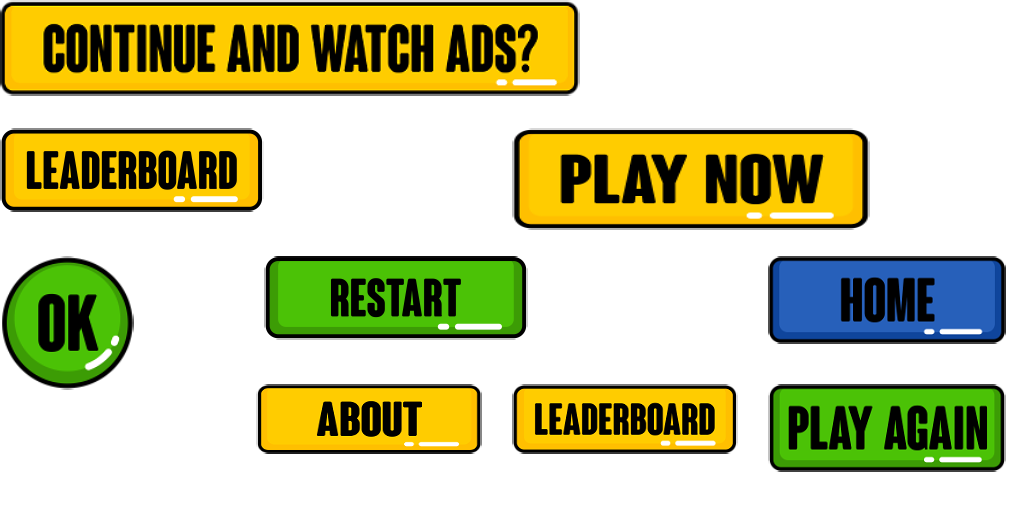 CONTINUE AND WATCH ADS?
LEADERBOARD
PLAY NOW
OK
RESTART
HOME
ABOUT
LEADERBOARD
PLAY AGAIN